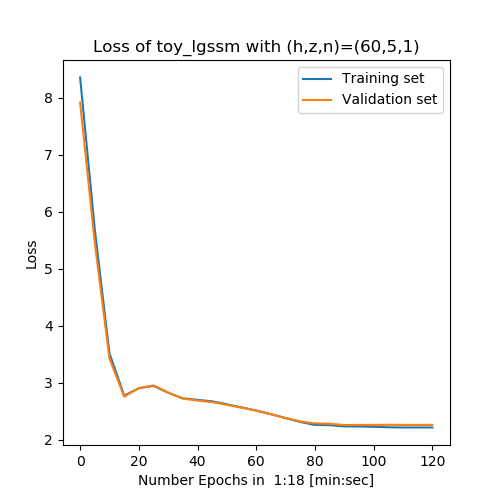 Loss of toy_lgssm with (h,z,n)=(60,5,1)
Training set
Validation set
8
7
6
5
4
3
2
Loss
0 20 40 60 80 100 120
Number Epochs in  1:18 [min:sec]